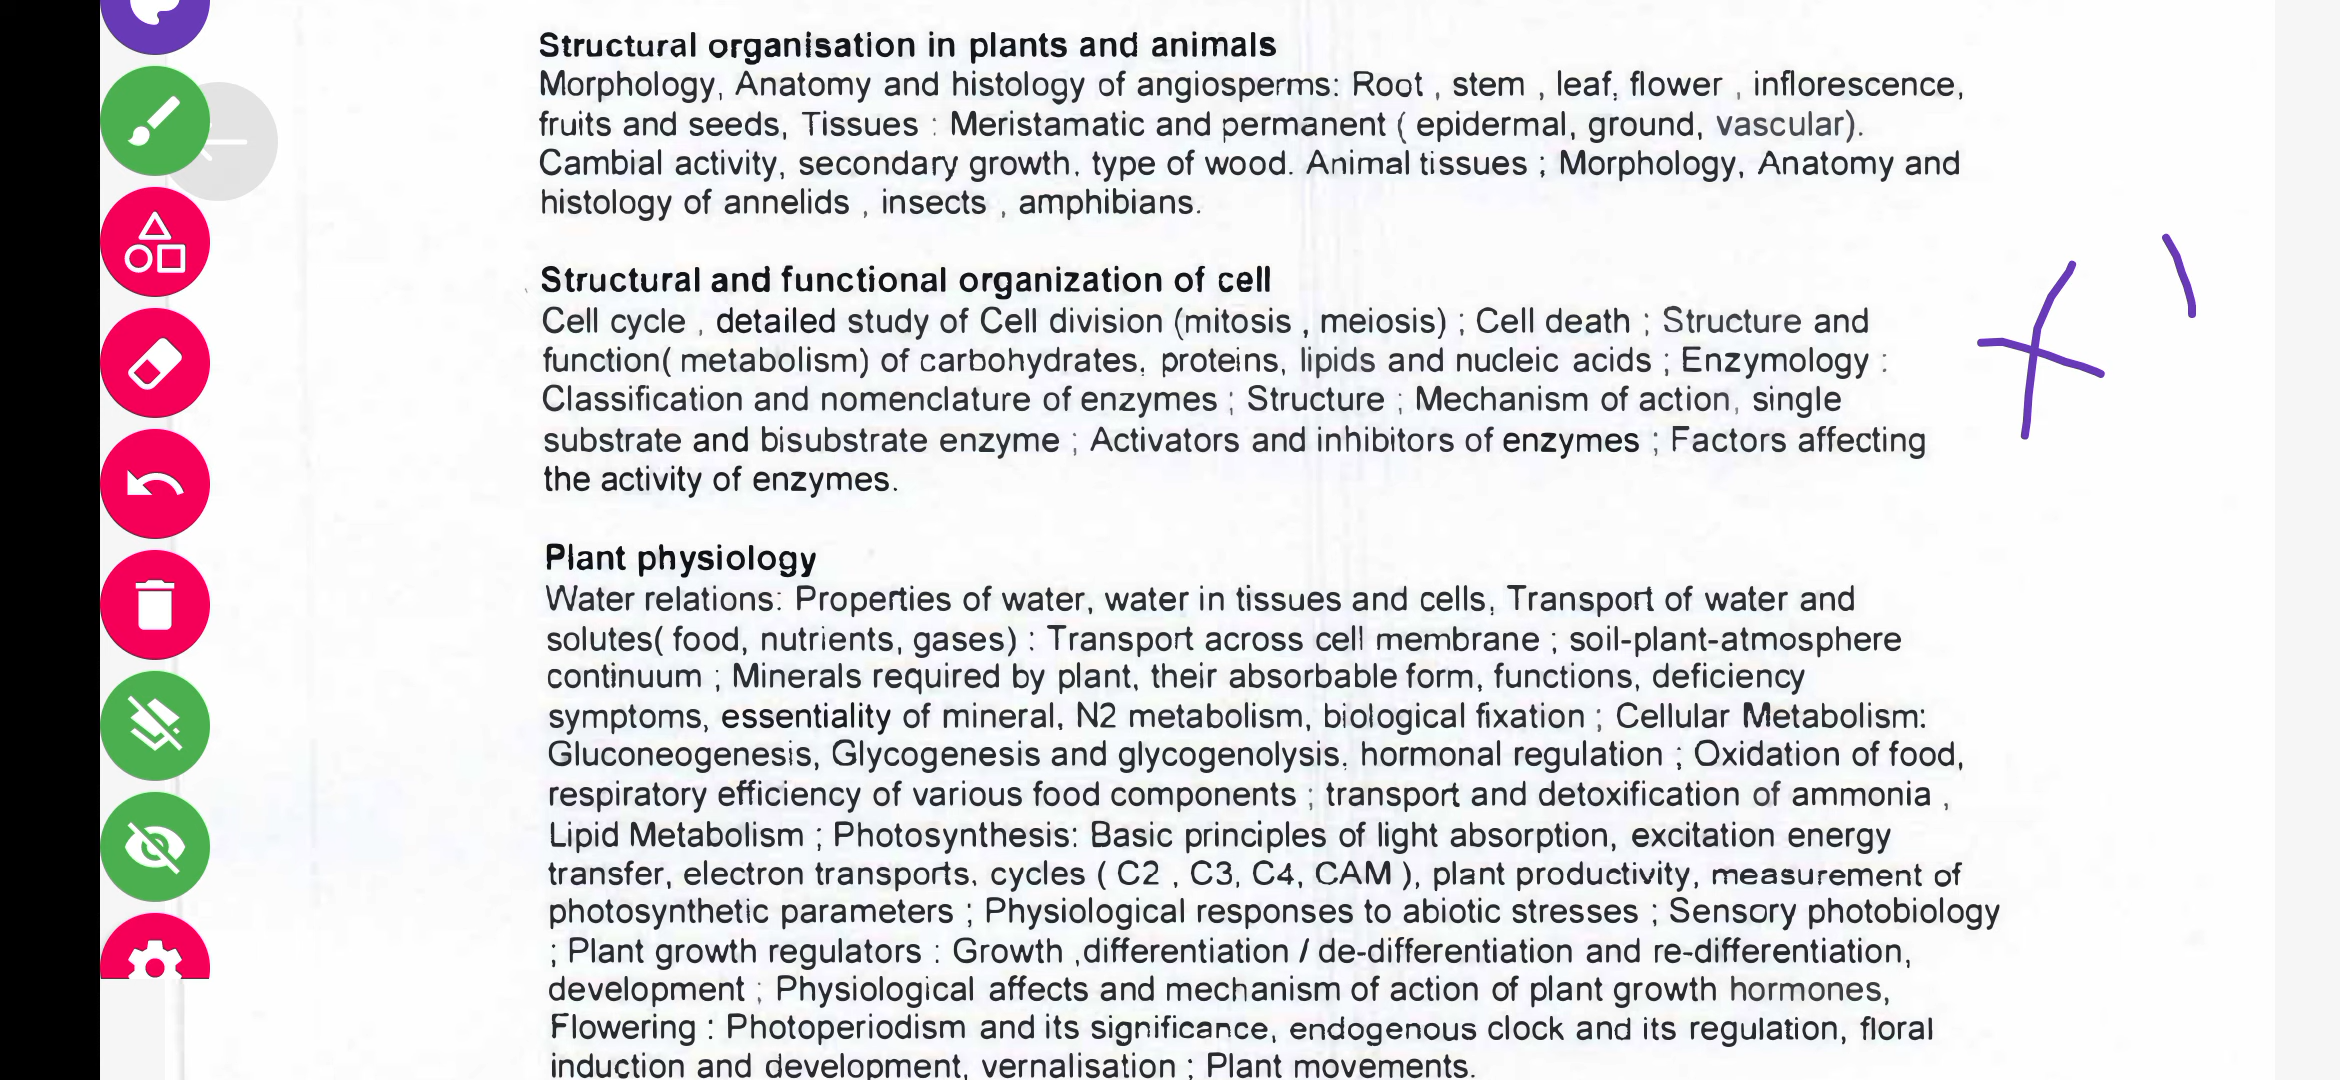 Structural organisation in plants and animals
Morphology, Anatomy and histology of angiosperms: Root , stem , leaf, flower , inflorescence,
fruits and seeds, Tissues : Meristamatic and permanent ( epidermal, ground, vascular).
Cambial activity, secondary growth, type of wood. Animal tissues ; Morphology, Anatomy and
histology of annelids , insects , amphibians.
Structural and functional organization of cell
Cell cycle , detailed study of Cell division (mitosis , meiosis) ; Cell death ; Structure and
function( metabolism) of carbohydrates, proteins, lipids and nucleic acids ; Enzymology :
Classification and nomenclature of enzymes ; Structure ; Mechanism of action, single
substrate and bisubstrate enzyme ; Activators and inhibitors of enzymes ; Factors affecting
the activity of enzymes.
Plant physiology
Water relations: Properties of water, water in tissues and cells, Transport of water and
solutes( food, nutrients, gases) : Transport across cell membrane ; soil-plant-atmosphere
continuum ; Minerals required by plant, their absorbable form, functions, deficiency
symptoms, essentiality of mineral, N2 metabolism, biological fixation ; Cellular Metabolism:
Gluconeogenesis, Glycogenesis and glycogenolysis, hormonal regulation ; Oxidation of food,
respiratory efficiency of various food components ; transport and detoxification of ammonia ,
Lipid Metabolism ; Photosynthesis: Basic principles of light absorption, excitation energy
transfer, electron transports, cycles ( C2 , C3, C4, CAM ), plant productivity, measurement of
photosynthetic parameters ; Physiological responses to abiotic stresses ; Sensory photobiology
; Plant growth regulators : Growth ,differentiation / de-differentiation and re-differentiation,
development ; Physiological affects and mechanism of action of plant growth hormones,
Flowering : Photoperiodism and its significance, endogenous clock and its regulation, floral
induction and development, vernalisation ; Plant movements.